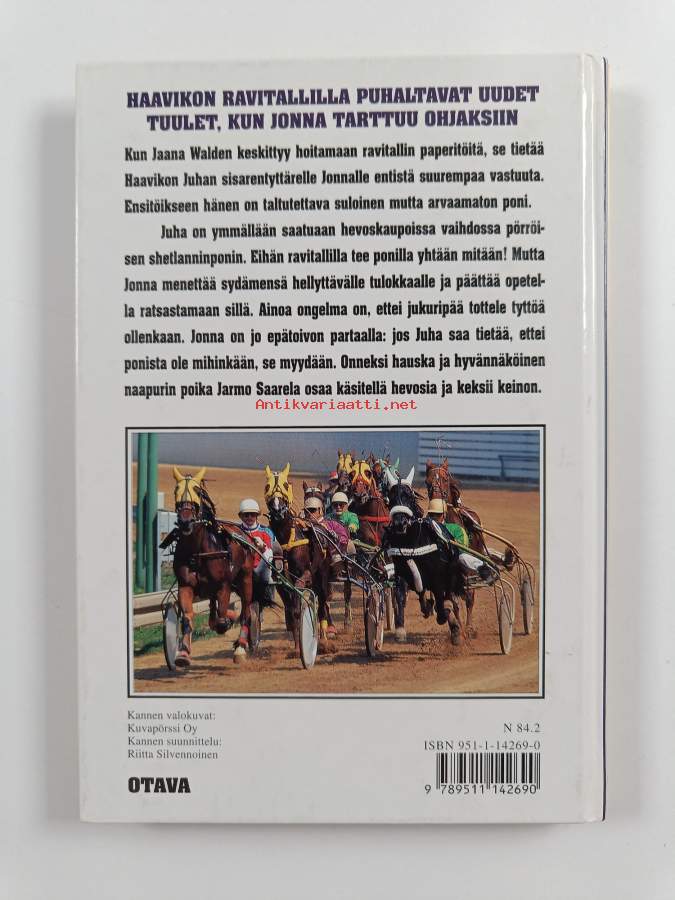 HAAVIKON RAVITALLILLA PUHALTAVAT UUDET
TUULET, KUN JONNA TARTTUU OHJAKSIIN
Kun Jaana Walden keskittyy hoitamaan ravitallin paperitöitä, se tietää
Haavikon Juhan sisarentyttärelle Jonnalle entistä suurempaa vastuuta.
Ensitöikseen hänen on taltutettava suloinen mutta arvaamaton poni.
Juha on ymmällään saatuaan hevoskaupoissa vaihdossa pörröi-
sen shetlanninponin. Eihän ravitallilla tee ponilla yhtään mitään! Mutta
Jonna menettää sydämensä hellyttävälle tulokkaalle ja päättää opetel-
la ratsastamaan sillä. Ainoa ongelma on, ettei jukuripää tottele tyttöä
ollenkaan. Jonna on jo epätoivon partaalla: jos Juha saa tietää, ettei
ponista ole mihinkään, se myydään. Onneksi hauska ja hyvännäköinen
naapurin poika Jarmo Saarela osaa käsitellä hevosia ja keksii keinon.
Antikvariaatti.net
Kannen valokuvat:
Kuvapörssi Oy
Kannen suunnittelu:
Riitta Silvennoinen
OTAVA
N 84.2
ISBN 951-1-14269-0
9 789511 142690